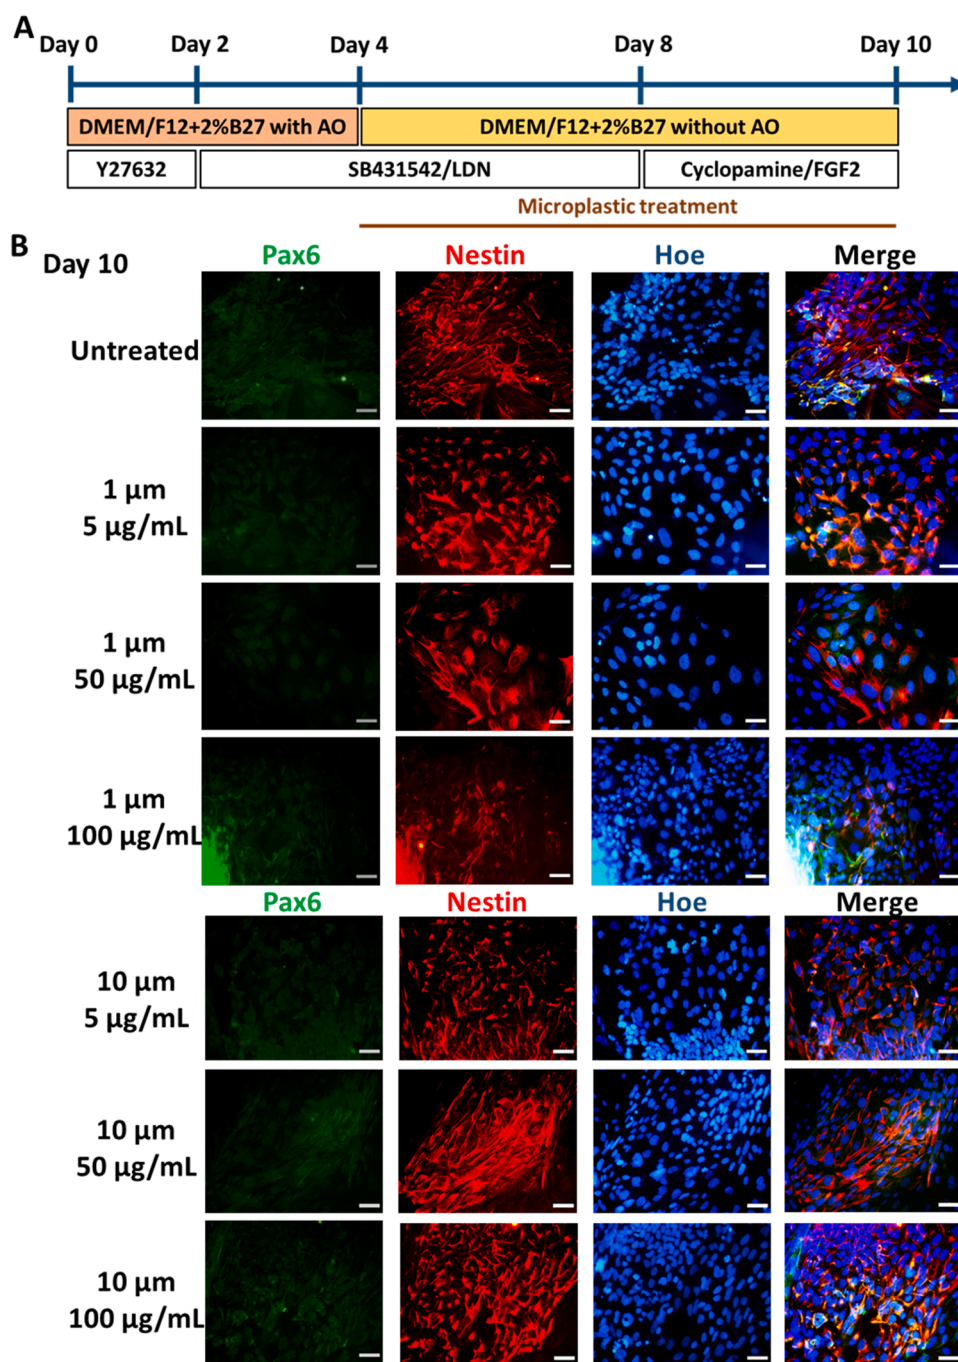 A
Day 0 Day 2 Day 4 Day 8 Day 10
DMEM/F12+2%B27 with AO DMEM/F12+2%B27 without AO
Y27632 SB431542/LDN Cyclopamine/FGF2
Microplastic treatment
B
Day 10
Pax6 Nestin Hoe Merge
Untreated
1 µm
5 µg/mL
1 µm
50 µg/mL
1 µm
100 µg/mL
Pax6 Nestin Hoe Merge
10 µm
5 µg/mL
10 µm
50 µg/mL
10 µm
100 µg/mL